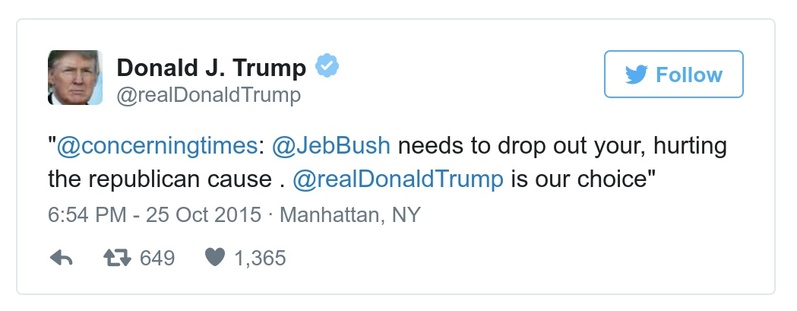 Donald J. Trump
@realDonaldTrump
Follow
"@concerningtimes: @JebBush needs to drop out your, hurting
the republican cause . @realDonaldTrump is our choice"
6:54 PM - 25 Oct 2015 · Manhattan, NY
649 1,365